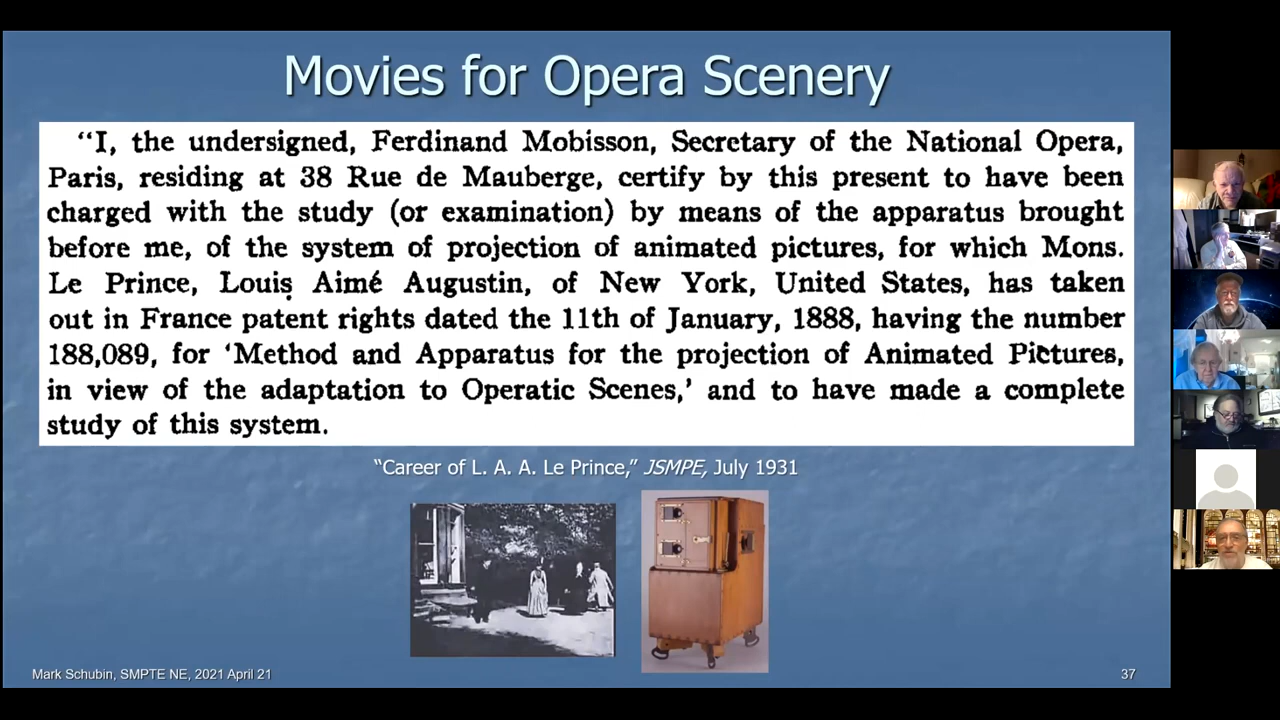 Movies for Opera Scenery
“I, the undersigned, Ferdinand Mobisson, Secretary of the National Opera,
Paris, residing at 38 Rue de Mauberge, certify by this present to have been
charged with the study (or examination) by means of the apparatus brought
before me, of the system of projection of animated pictures, for which Mons.
Le Prince, Louis Aimé Augustin, of New York, United States, has taken
out in France patent rights dated the 11th of January, 1888, having the number
188,089, for ‘Method and Apparatus for the projection of Animated Pictures,
in view of the adaptation to Operatic Scenes,’ and to have made a complete
study of this system.
“Career of L. A. A. Le Prince,” JSMPE, July 1931
Mark Schubin, SMPTE NE, 2021 April 21
37